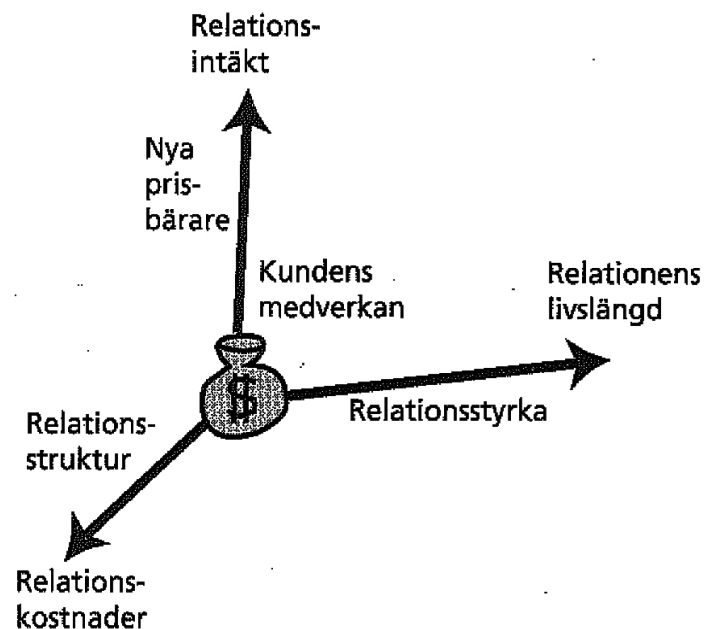 Relations-
intäkt
Nya
pris-
bärare
Kundens
medverkan
Relationens
livslängd
$
Relationsstyrka
Relations-
struktur
Relations-
kostnader